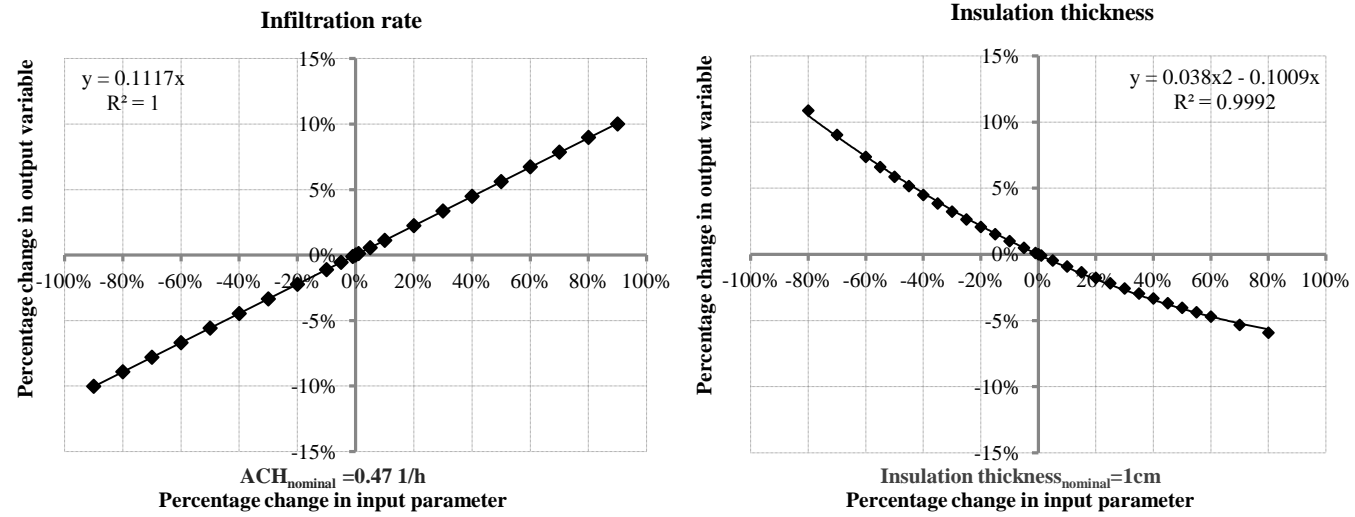 Infiltration rate
Percentage change in output variable
y = 0.1117x
R² = 1
15%
10%
5%
0%
-5%
-10%
-15%
-100% -80% -60% -40% -20% 0% 20% 40% 60% 80% 100%
ACHnominal =0.47 1/h
Percentage change in input parameter
Insulation thickness
Percentage change in output variable
y = 0.038x2 - 0.1009x
R² = 0.9992
15%
10%
5%
0%
-5%
-10%
-15%
-100% -80% -60% -40% -20% 0% 20% 40% 60% 80% 100%
Insulation thicknessnominal=1cm
Percentage change in input parameter